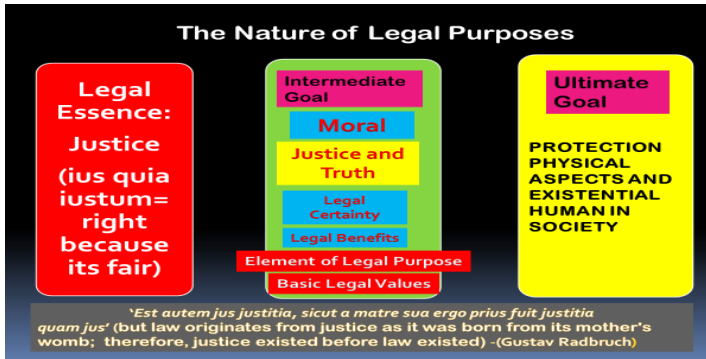 The Nature of Legal Purposes
Legal
Essence:
Justice
(ius quia
iustum=
right
because
its fair)
Intermediate
Goal
Moral
Justice and
Truth
Legal
Certainty
Legal Benefits
Element of Legal Purpose
Basic Legal Values
Ultimate
Goal
PROTECTION
PHYSICAL
ASPECTS AND
EXISTENTIAL
HUMAN IN
SOCIETY
‘Est autem jus justitia, sicut a matre sua ergo prius fuit justitia
quam jus’ (but law originates from justice as it was born from its mother's
womb; therefore, justice existed before law existed) -(Gustav Radbruch)